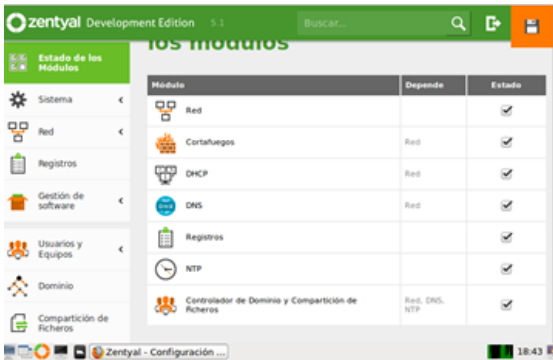 zentyal Development Edition 5.1
Buscar...
los módulos
Estado de los
Módulos
Sistema
Red
Registros
Gestión de
software
Usuarios y
Equipos
Dominio
Compartición de
Ficheros
Módulo Depende Estado
Red
Cortafuegos Red
DHCP Red
DNS Red
Registros
NTP
Controlador de Dominio y Compartición de
Ficheros
Red, DNS,
NTP
Zentyal - Configuración ...
18:43